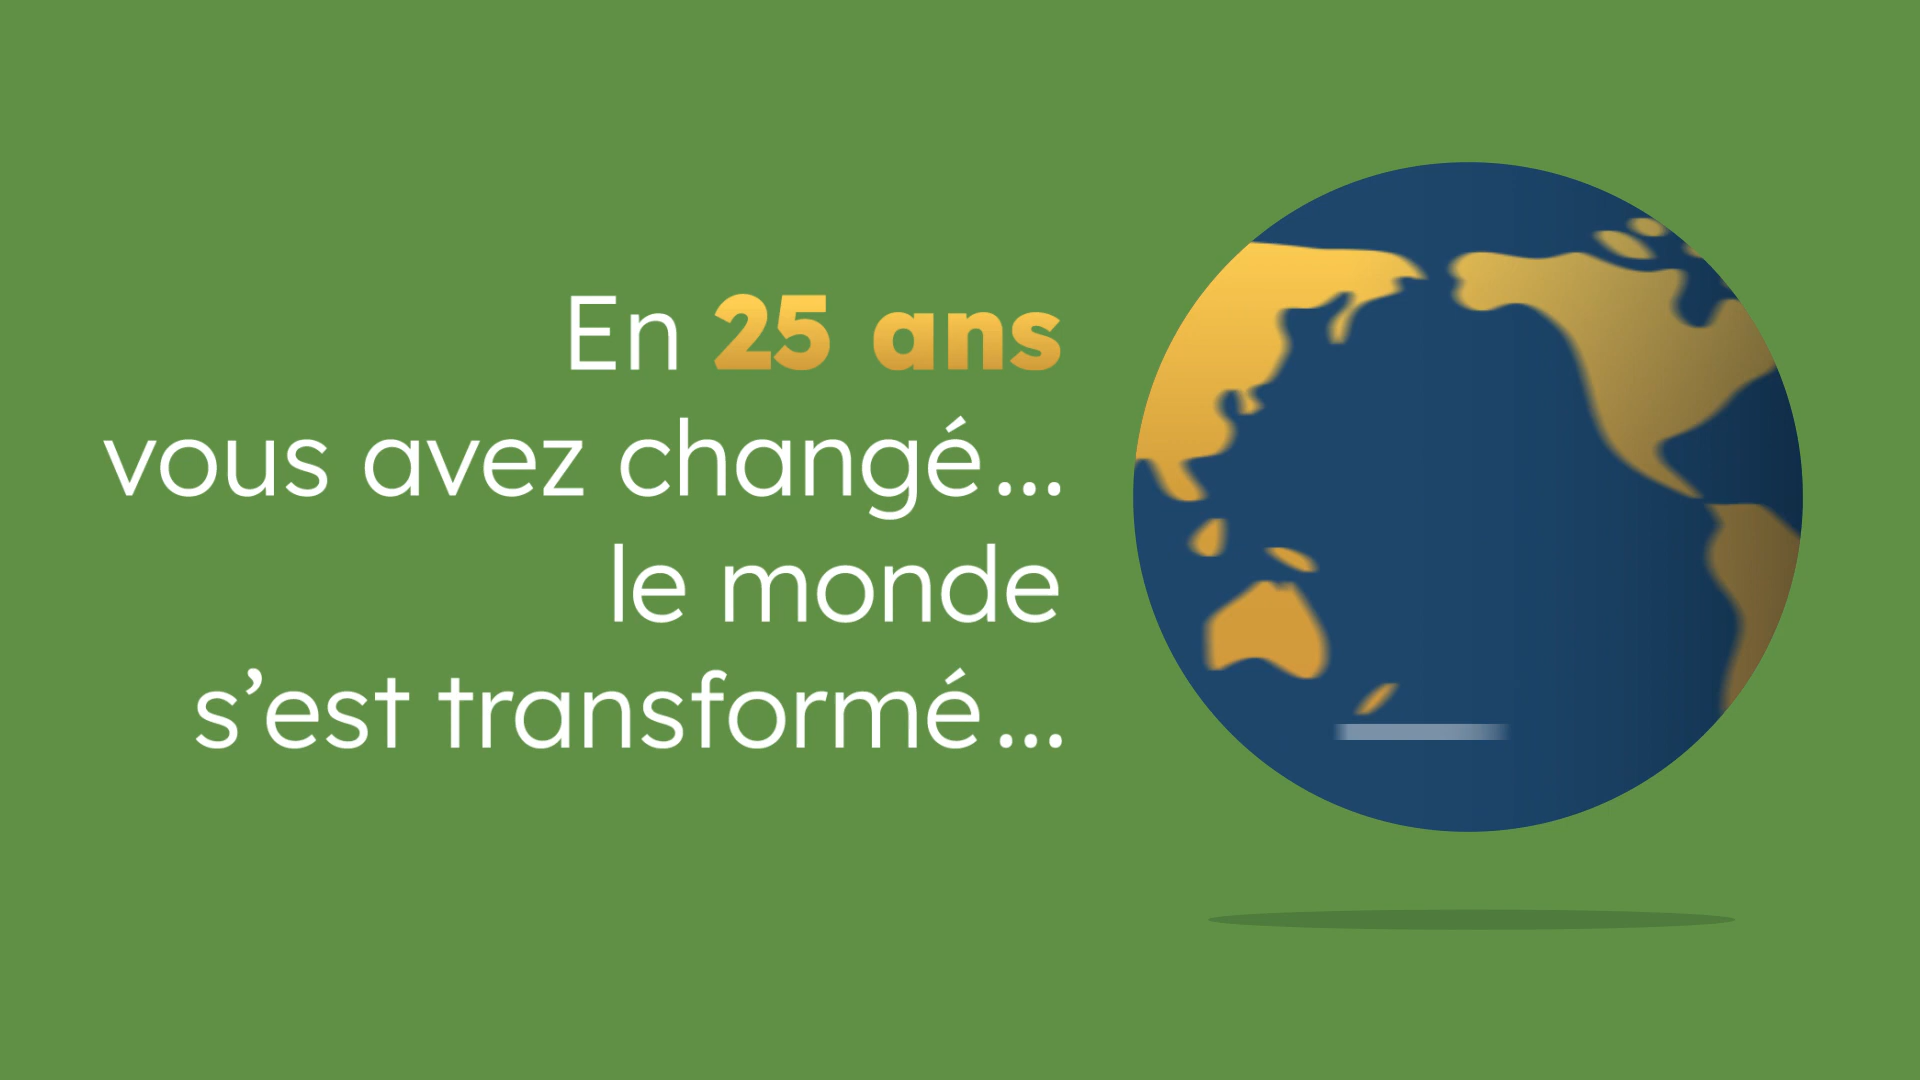 En 25 ans
vous avez changé...
le monde
s’est transformé...